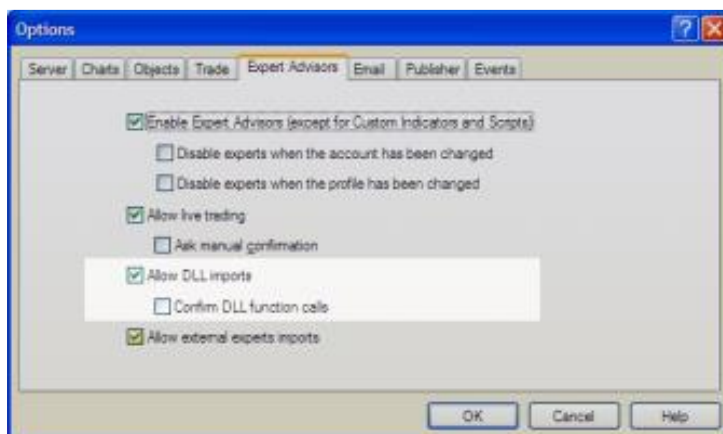 Options
Server Charts Objects Trade Expert Advisors Email Publisher Events
Enable Expert Advisors (except for Custom Indicators and Scripts)
Disable experts when the account has been changed
Disable experts when the profile has been changed
Allow live trading
Ask manual confirmation
Allow DLL imports
Confirm DLL function calls
Allow external experts imports
OK Cancel Help